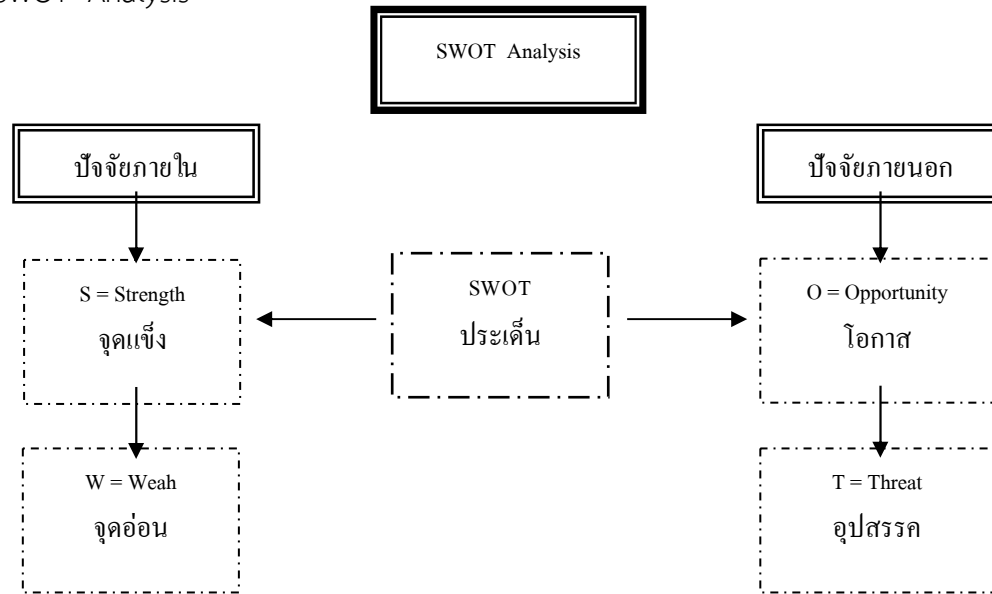 SWOT Analysis
SWOT Analysis
ปัจจัยภายใน
ปัจจัยภายนอก
S = Strength
จุดแข็ง
SWOT
ประเด็น
O = Opportunity
โอกาส
W = Weah
จุดอ่อน
T = Threat
อุปสรรค